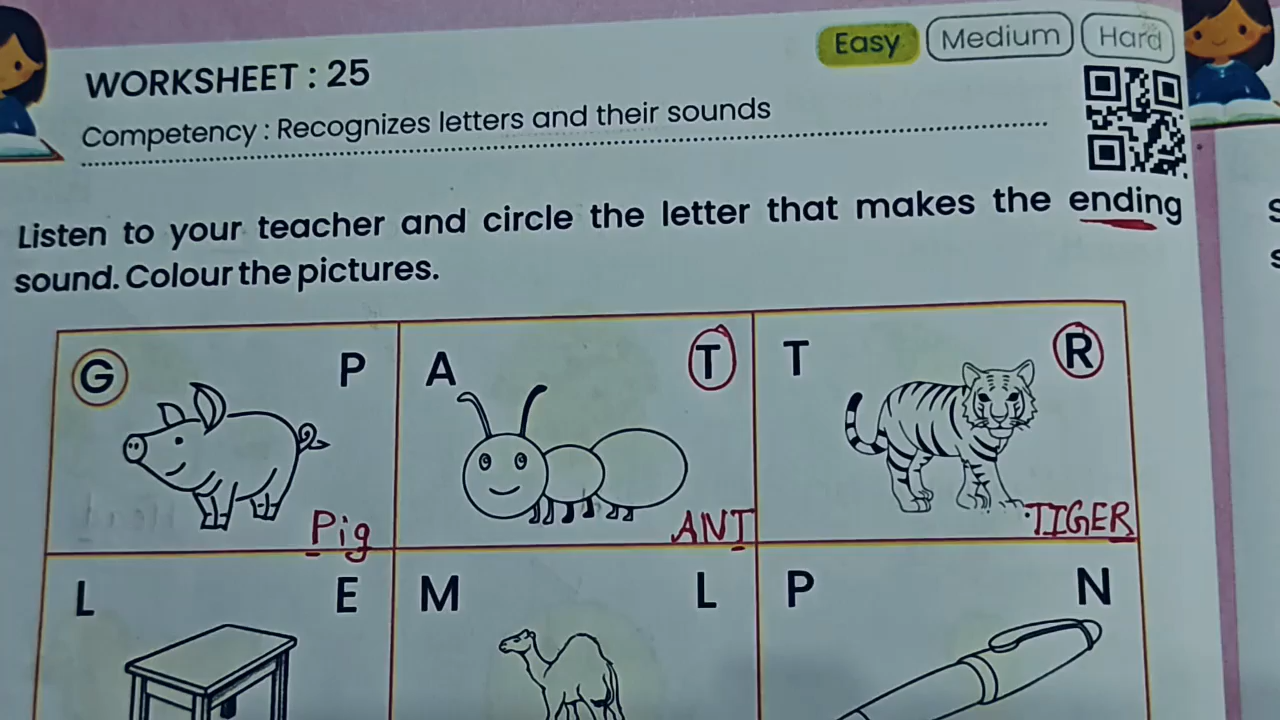 Easy Medium Hard
WORKSHEET : 25
Competency : Recognizes letters and their sounds
Listen to your teacher and circle the letter that makes the ending
sound. Colour the pictures.
G P A T T R
Pig ANT TIGER
L E M L P N